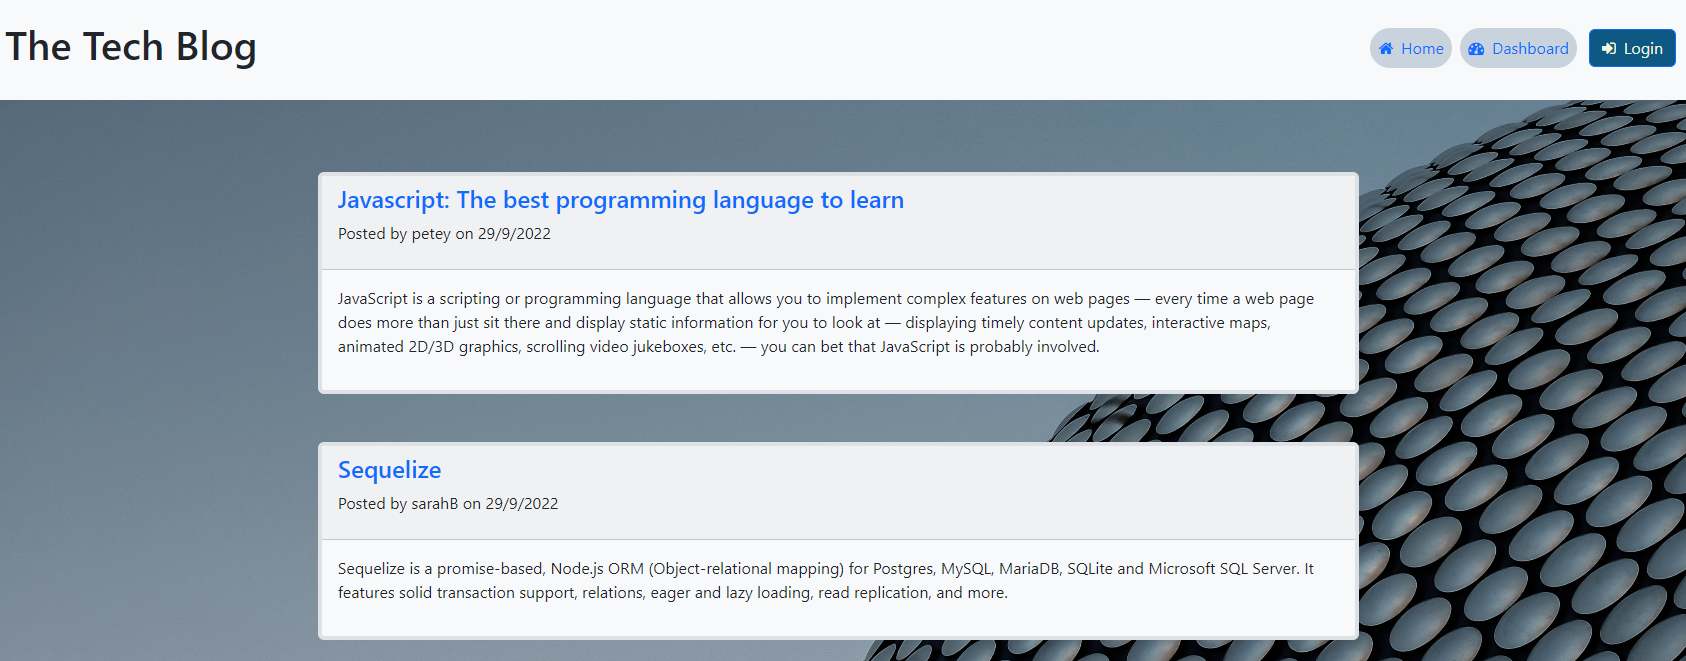 The Tech Blog
Home
Dashboard
Login
Javascript: The best programming language to learn
Posted by petey on 29/9/2022
JavaScript is a scripting or programming language that allows you to implement complex features on web pages — every time a web page
does more than just sit there and display static information for you to look at — displaying timely content updates, interactive maps,
animated 2D/3D graphics, scrolling video jukeboxes, etc. — you can bet that JavaScript is probably involved.
Sequelize
Posted by sarahB on 29/9/2022
Sequelize is a promise-based, Node.js ORM (Object-relational mapping) for Postgres, MySQL, MariaDB, SQLite and Microsoft SQL Server. It
features solid transaction support, relations, eager and lazy loading, read replication, and more.